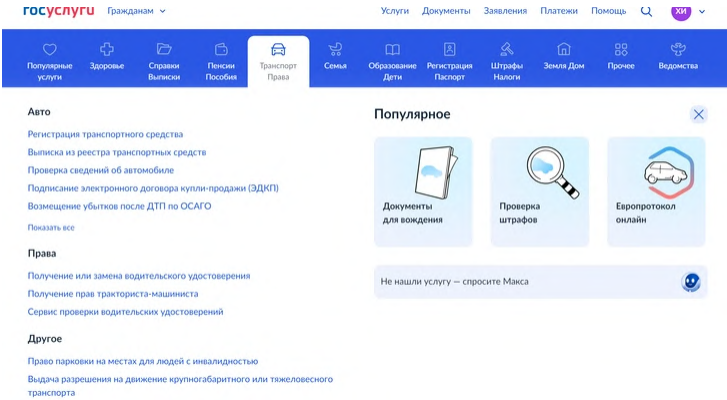 госуслуги Гражданам Услуги Документы Заявления Платежи Помощь ХИ
Популярные услуги
Здоровье
Справки Выписки
Пенсии Пособия
Транспорт Права
Семья
Образование Дети
Регистрация Паспорт
Штрафы Налоги
Земля Дом
Прочее
Ведомства
Авто
Регистрация транспортного средства
Выписка из реестра транспортных средств
Проверка сведений об автомобиле
Подписание электронного договора купли-продажи (ЭДКП)
Возмещение убытков после ДТП по ОСАГО
Показать все
Права
Получение или замена водительского удостоверения
Получение прав тракториста-машиниста
Сервис проверки водительских удостоверений
Другое
Право парковки на местах для людей с инвалидностью
Выдача разрешения на движение крупногабаритного или тяжеловесного
транспорта
Популярное
Документы
для вождения
Проверка
штрафов
Европротокол
онлайн
Не нашли услугу — спросите Макса